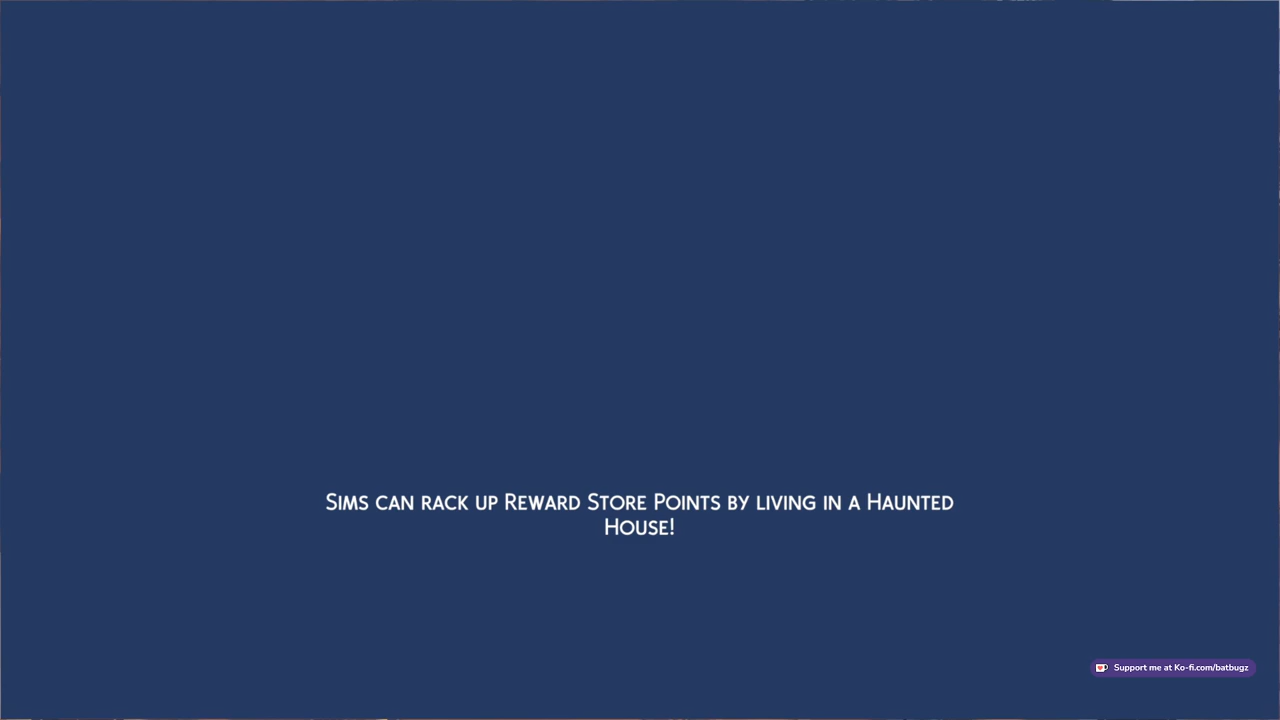 Sims can rack up Reward Store Points by living in a Haunted
House!
Support me at Ko-fi.com/batbugz